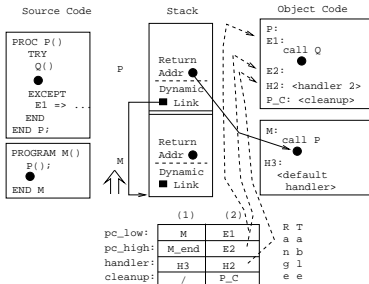 Source Code
Stack
Object Code
PROC P()
TRY
Q()
EXCEPT
E1 => ...
END
END P;
PROGRAM M()
P();
END M
P
M
Return
Addr
Dynamic
Link
Return
Addr
Dynamic
Link
P:
E1:
call Q
E2:
H2: <handler 2>
P_C: <cleanup>
M:
call P
H3:
<default
handler>
(1) (2)
pc_low: M E1
pc_high: M_end E2
handler: H3 H2
cleanup: / P_C
R T
a a
n b
g l
e e